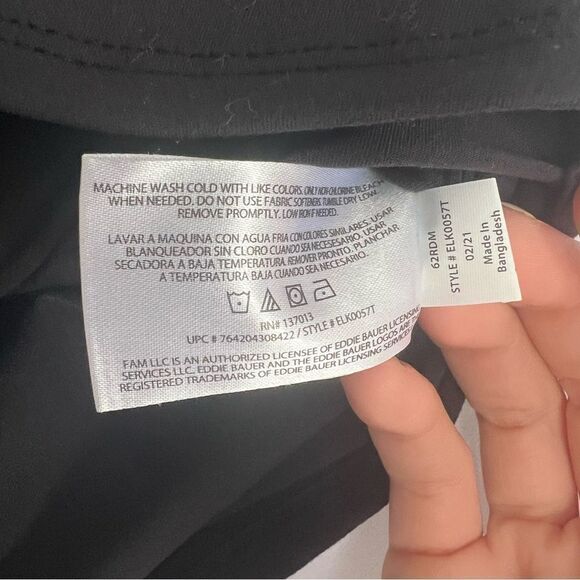 MACHINE WASH COLD WITH LIKE COLORS. ONLY NON-CHLORINE BLEACH
WHEN NEEDED. DO NOT USE FABRIC SOFTENERS. TUMBLE DRY LOW.
REMOVE PROMPTLY. LOW IRON IF NEEDED.
LAVAR A MAQUINA CON AGUA FRIA CON COLORES SIMILARES. USAR
BLANQUEADOR SIN CLORO CUANDO SEA NECESARIO. USAR
SECADORA A BAJA TEMPERATURA. REMOVER PRONTO. PLANCHAR
A TEMPERATURA BAJA CUANDO SEA NECESARIO.
RN# 137013
UPC # 764204308422 / STYLE# ELK0057T
FAM LLC IS AN AUTHORIZED LICENSEE OF EDDIE BAUER LICENSING
SERVICES LLC. EDDIE BAUER AND THE EDDIE BAUER LOGOS ARE
REGISTERED TRADEMARKS OF EDDIE BAUER LICENSING SERVICES
62RDM
STYLE # ELK0057T
02/21
Made In
Bangladesh